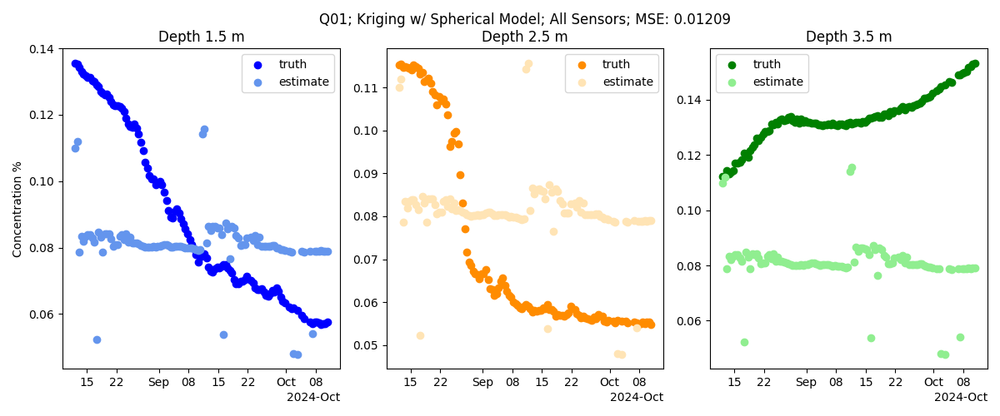 Q01; Kriging w/ Spherical Model; All Sensors; MSE: 0.01209
Depth 1.5 m
Depth 2.5 m
Depth 3.5 m
Concentration %
0.14
0.12
0.10
0.08
0.06
truth
estimate
15
22
Sep
08
15
22
Oct
08
2024-Oct
0.11
0.10
0.09
0.08
0.07
0.06
0.05
truth
estimate
15
22
Sep
08
15
22
Oct
08
2024-Oct
0.14
0.12
0.10
0.08
0.06
truth
estimate
15
22
Sep
08
15
22
Oct
08
2024-Oct